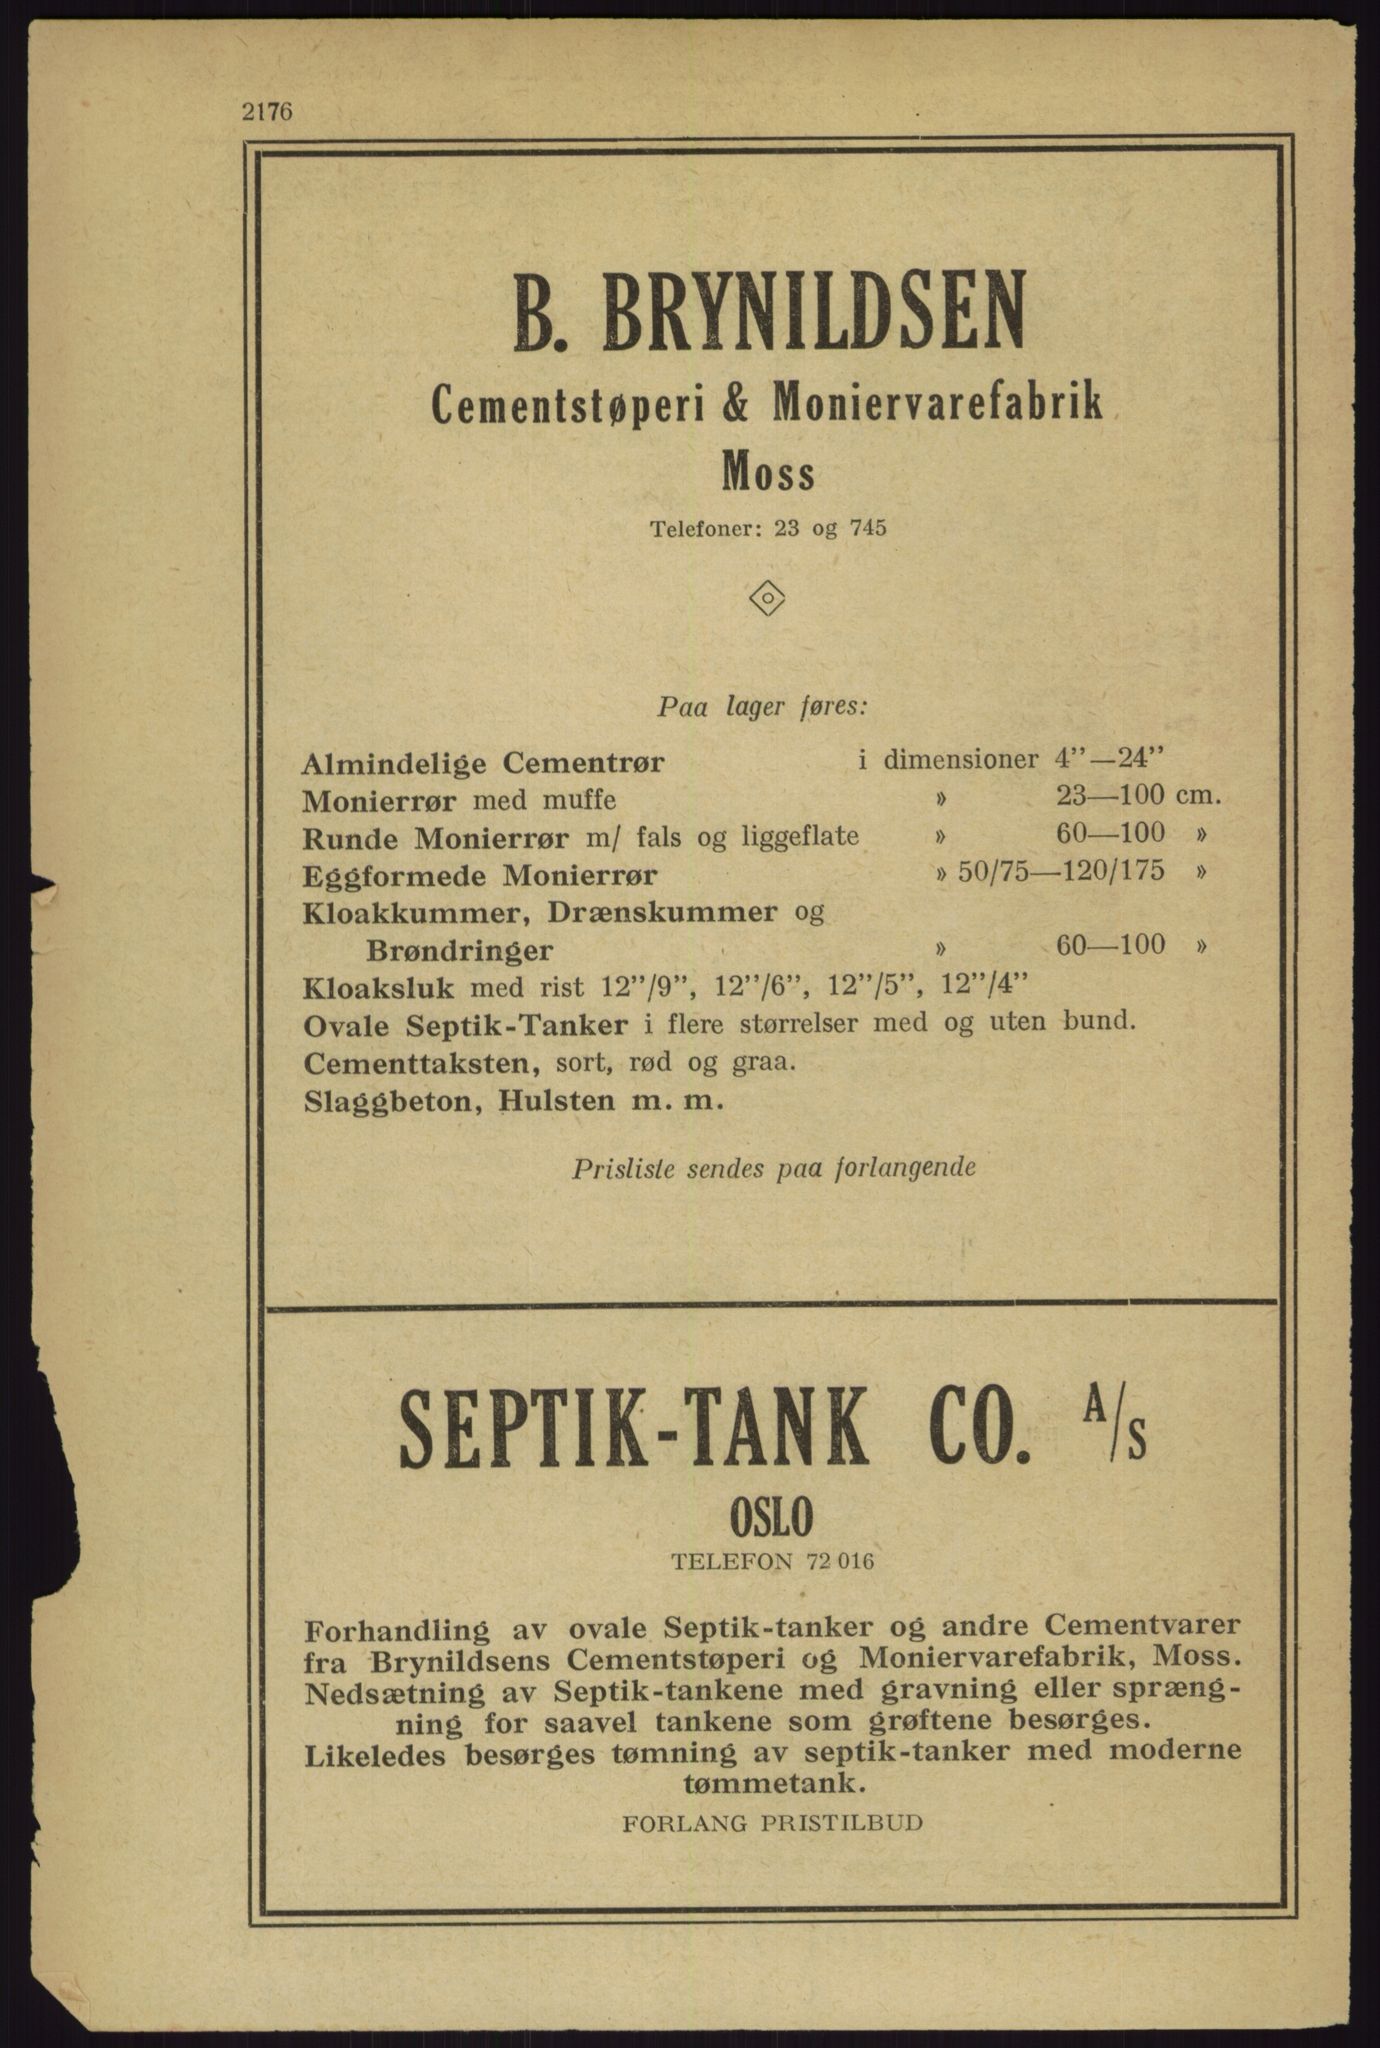 2176
B. BRYNILDSEN
Cementstøperi & Moniervarefabrik
Moss
Telefoner: 23 og 745
Paa lager føres:
Almindelige Cementrør i dimensioner 4”—24”
Monierrør med muffe » 23—100 cm.
Runde Monierrør m/ fals og liggeflate » 60—100 »
Eggformede Monierrør » 50/75—120/175 »
Kloakkummer, Drænskummer og
Brøndringer » 60—100 »
Kloaksluk med rist 12”/9”, 12”/6”, 12”/5”, 12”/4”
Ovale Septik-Tanker i flere størrelser med og uten bund.
Cementtaksten, sort, rød og graa.
Slaggbeton, Hulsten m. m.
Prisliste sendes paa forlangende
SEPTIK-TANK CO. A/S
OSLO
TELEFON 72 016
Forhandling av ovale Septik-tanker og andre Cementvarer
fra Brynildsens Cementstøperi og Moniervarefabrik, Moss.
Nedsætning av Septik-tankene med gravning eller spræng-
ning for saavel tankene som grøftene besørges.
Likeledes besørges tømning av septik-tanker med moderne
tømmetank.
FORLANG PRISTILBUD